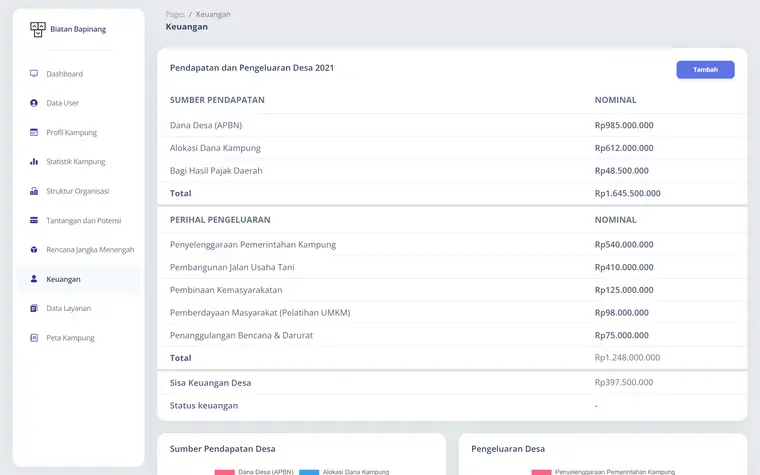 Biatan Bapinang
Dashboard
Data User
Profil Kampung
Statistik Kampung
Struktur Organisasi
Tantangan dan Potensi
Rencana Jangka Menengah
Keuangan
Data Layanan
Peta Kampung
Pages / Keuangan
Keuangan
Pendapatan dan Pengeluaran Desa 2021
Tambah
SUMBER PENDAPATAN NOMINAL
Dana Desa (APBN) Rp985.000.000
Alokasi Dana Kampung Rp612.000.000
Bagi Hasil Pajak Daerah Rp48.500.000
Total Rp1.645.500.000
PERIHAL PENGELUARAN NOMINAL
Penyelenggaraan Pemerintahan Kampung Rp540.000.000
Pembangunan Jalan Usaha Tani Rp410.000.000
Pembinaan Kemasyarakatan Rp125.000.000
Pemberdayaan Masyarakat (Pelatihan UMKM) Rp98.000.000
Penanggulangan Bencana & Darurat Rp75.000.000
Total Rp1.248.000.000
Sisa Keuangan Desa Rp397.500.000
Status keuangan -
Sumber Pendapatan Desa
Dana Desa (APBN) Alokasi Dana Kampung
Pengeluaran Desa
Penyelenggaraan Pemerintahan Kampung